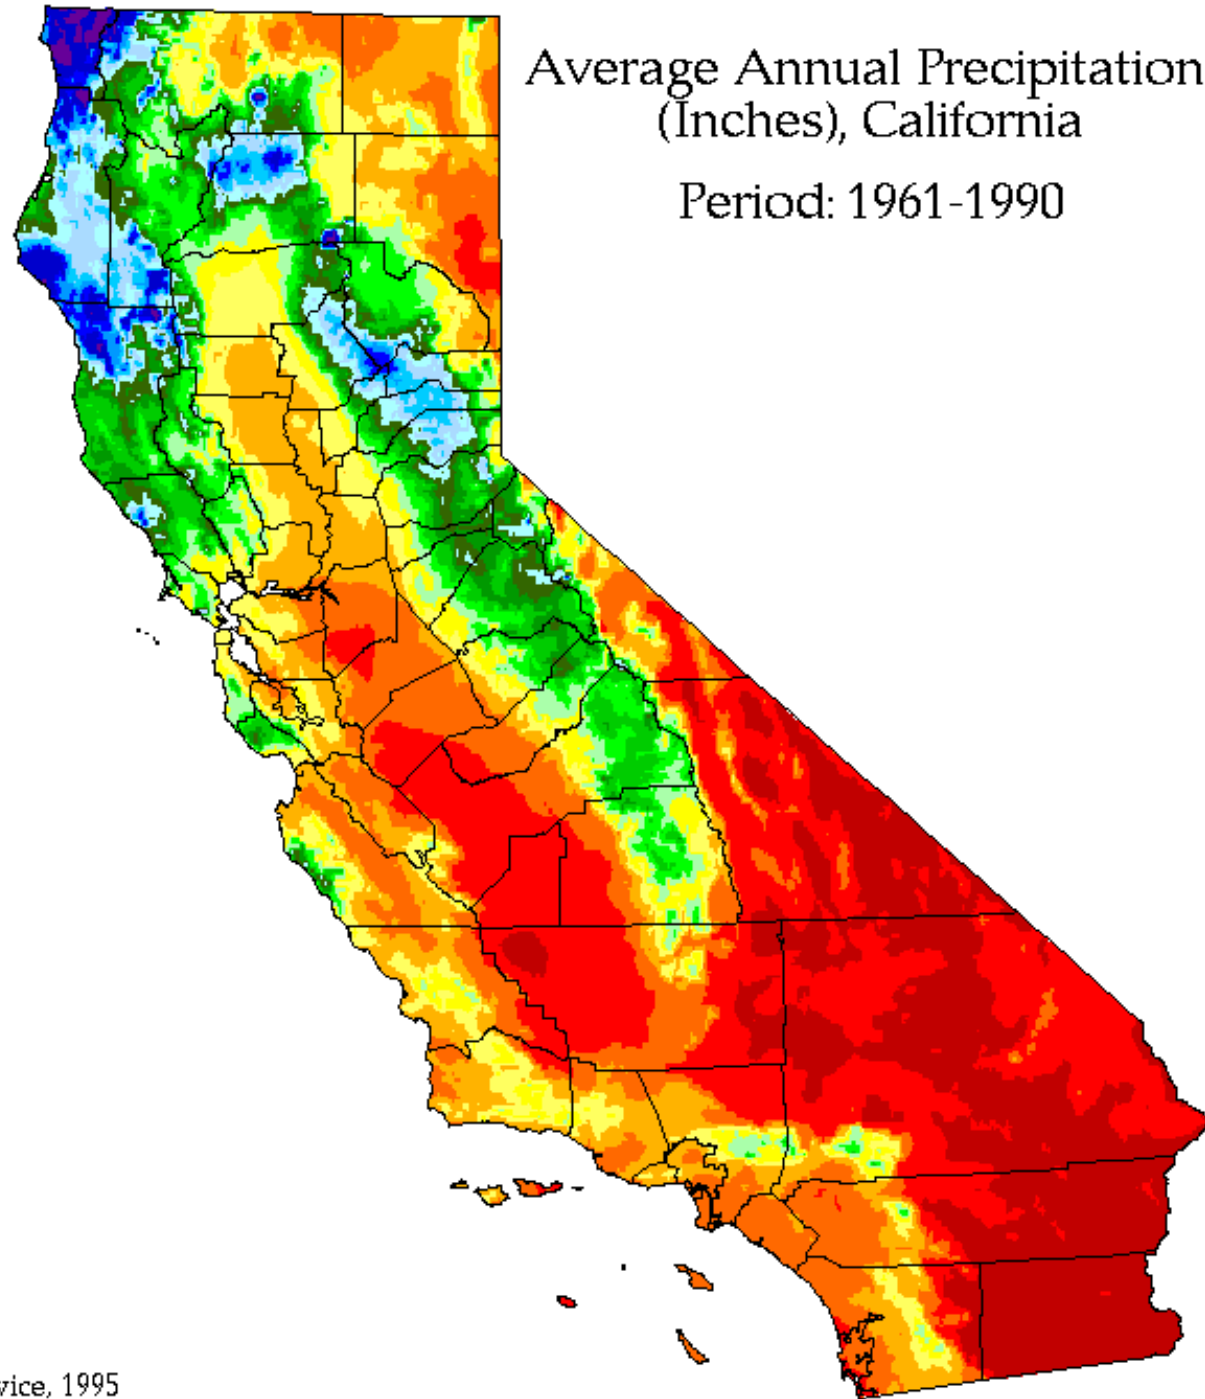 Average Annual Precipitation
(Inches), California
Period: 1961-1990
vice, 1995